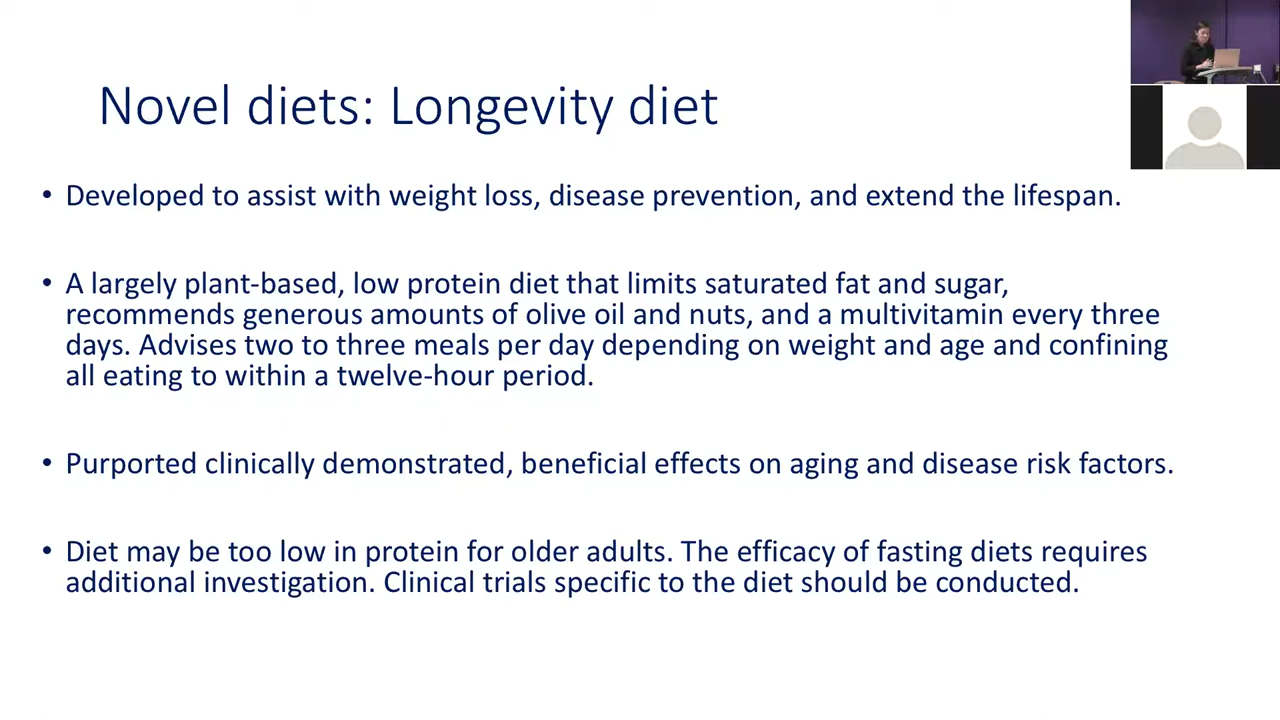 Novel diets: Longevity diet
• Developed to assist with weight loss, disease prevention, and extend the lifespan.
• A largely plant-based, low protein diet that limits saturated fat and sugar,
recommends generous amounts of olive oil and nuts, and a multivitamin every three
days. Advises two to three meals per day depending on weight and age and confining
all eating to within a twelve-hour period.
• Purported clinically demonstrated, beneficial effects on aging and disease risk factors.
• Diet may be too low in protein for older adults. The efficacy of fasting diets requires
additional investigation. Clinical trials specific to the diet should be conducted.